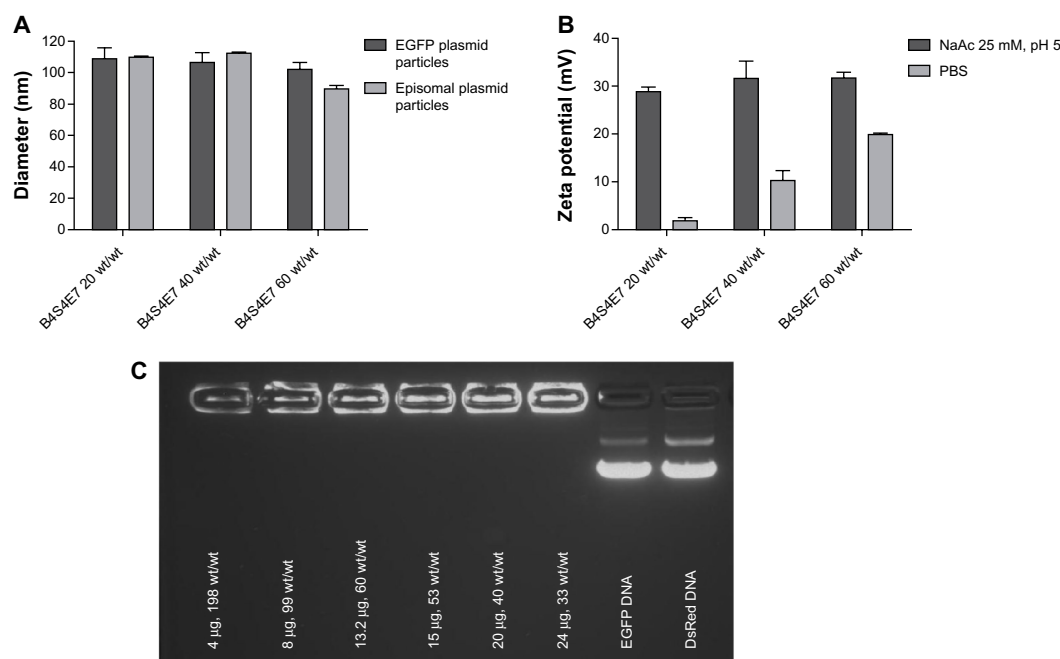 A
120
100
80
60
40
20
0
Diameter (nm)
B4S4E7 20 wt/wt
B4S4E7 40 wt/wt
B4S4E7 60 wt/wt
EGFP plasmid
particles
Episomal plasmid
particles
B
40
30
20
10
0
Zeta potential (mV)
B4S4E7 20 wt/wt
B4S4E7 40 wt/wt
B4S4E7 60 wt/wt
NaAc 25 mM, pH 5
PBS
C
4 µg, 198 wt/wt
8 µg, 99 wt/wt
13.2 µg, 60 wt/wt
15 µg, 53 wt/wt
20 µg, 40 wt/wt
24 µg, 33 wt/wt
EGFP DNA
DsRed DNA